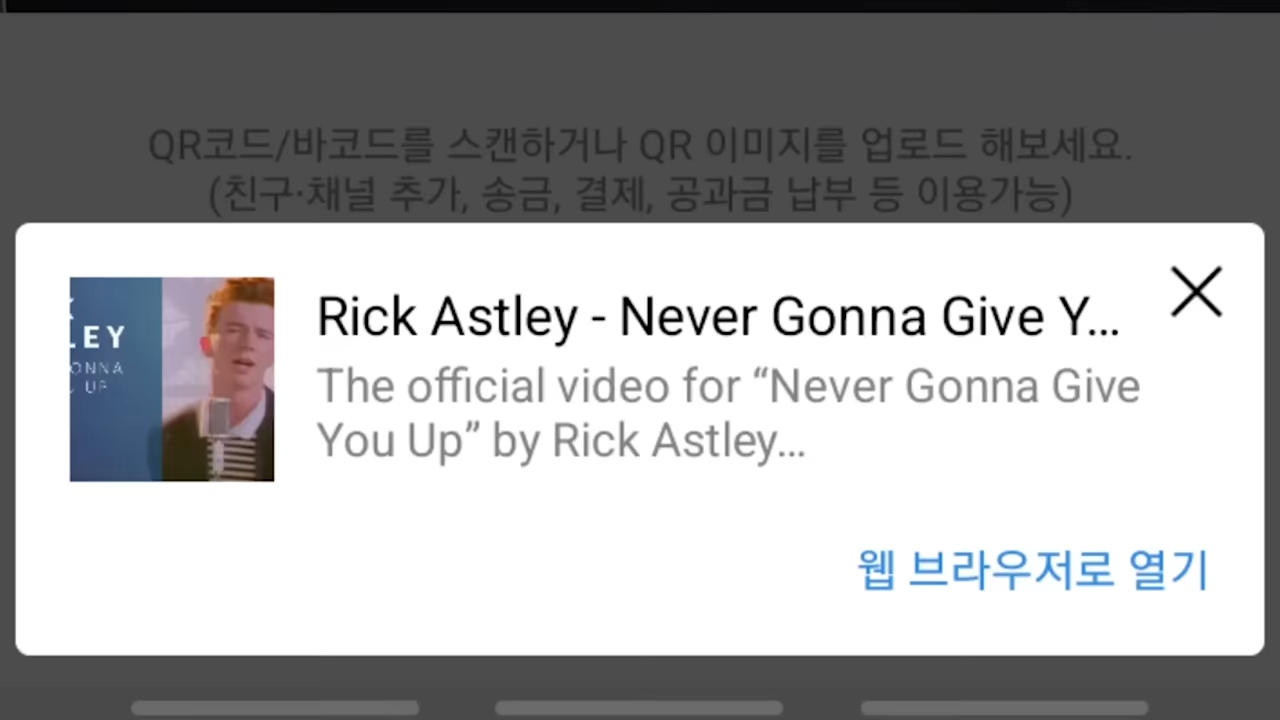 QR코드/바코드를 스캔하거나 QR 이미지를 업로드 해보세요.
(친구·채널 추가, 송금, 결제, 공과금 납부 등 이용가능)
LEY
ONNA
UP
Rick Astley - Never Gonna Give Y...
The official video for “Never Gonna Give
You Up” by Rick Astley...
웹 브라우저로 열기